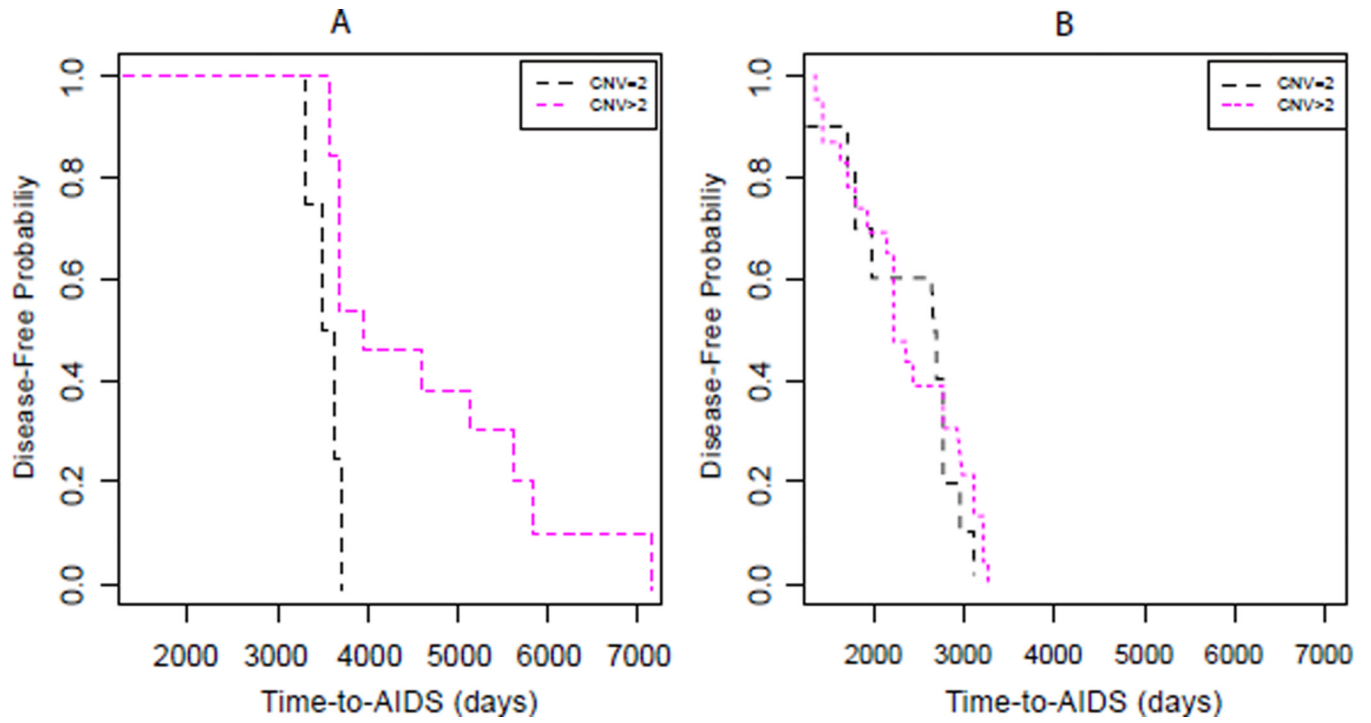 A
B
CNV=2
CNV>2
CNV=2
CNV>2
Disease-Free Probabiliy
1.0
0.8
0.6
0.4
0.2
0.0
Disease-Free Probability
1.0
0.8
0.6
0.4
0.2
0.0
2000 3000 4000 5000 6000 7000
2000 3000 4000 5000 6000 7000
Time-to-AIDS (days)
Time-to-AIDS (days)